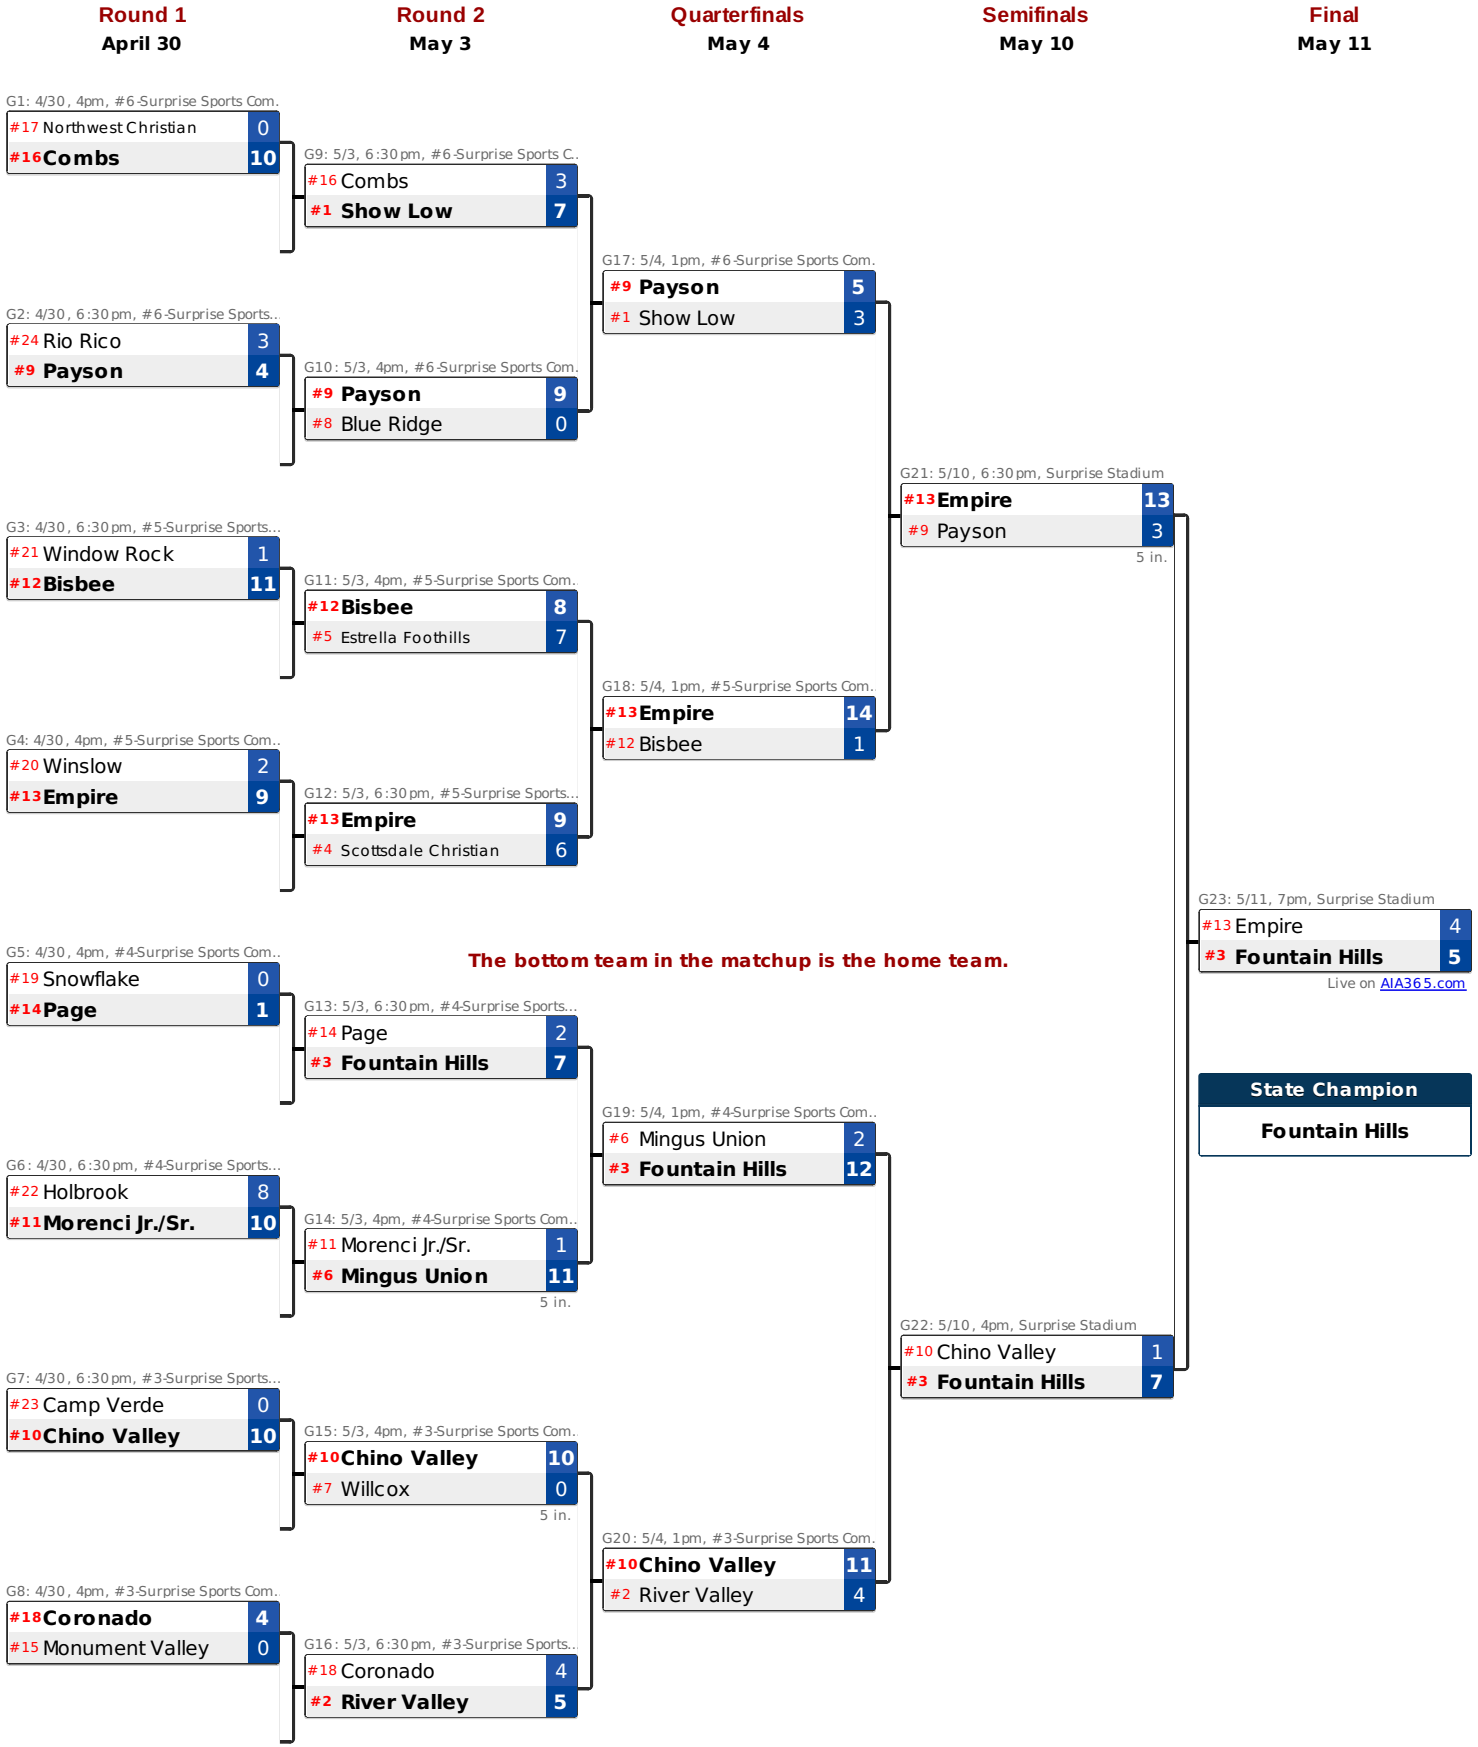 Round 1
April 30
Round 2
May 3
Quarterfinals
May 4
Semifinals
May 10
Final
May 11
G1: 4/30, 4pm, #6-Surprise Sports Com.
#17 Northwest Christian 0
#16 Combs 10
G2: 4/30, 6:30pm, #6-Surprise Sports...
#24 Rio Rico 3
#9 Payson 4
G3: 4/30, 6:30pm, #5-Surprise Sports...
#21 Window Rock 1
#12 Bisbee 11
G4: 4/30, 4pm, #5-Surprise Sports Com..
#20 Winslow 2
#13 Empire 9
G5: 4/30, 4pm, #4-Surprise Sports Com..
#19 Snowflake 0
#14 Page 1
G6: 4/30, 6:30pm, #4-Surprise Sports...
#22 Holbrook 8
#11 Morenci Jr./Sr. 10
G7: 4/30, 6:30pm, #3-Surprise Sports...
#23 Camp Verde 0
#10 Chino Valley 10
G8: 4/30, 4pm, #3-Surprise Sports Com.
#18 Coronado 4
#15 Monument Valley 0
G9: 5/3, 6:30pm, #6-Surprise Sports C..
#16 Combs 3
#1 Show Low 7
G10: 5/3, 4pm, #6-Surprise Sports Com.
#9 Payson 9
#8 Blue Ridge 0
G11: 5/3, 4pm, #5-Surprise Sports Com.
#12 Bisbee 8
#5 Estrella Foothills 7
G12: 5/3, 6:30pm, #5-Surprise Sports...
#13 Empire 9
#4 Scottsdale Christian 6
The bottom team in the matchup is the home team.
G13: 5/3, 6:30pm, #4-Surprise Sports...
#14 Page 2
#3 Fountain Hills 7
G14: 5/3, 4pm, #4-Surprise Sports Com..
#11 Morenci Jr./Sr. 1
#6 Mingus Union 11
5 in.
G15: 5/3, 4pm, #3-Surprise Sports Com.
#10 Chino Valley 10
#7 Willcox 0
5 in.
G16: 5/3, 6:30pm, #3-Surprise Sports...
#18 Coronado 4
#2 River Valley 5
G17: 5/4, 1pm, #6-Surprise Sports Com.
#9 Payson 5
#1 Show Low 3
G18: 5/4, 1pm, #5-Surprise Sports Com..
#13 Empire 14
#12 Bisbee 1
G19: 5/4, 1pm, #4-Surprise Sports Com..
#6 Mingus Union 2
#3 Fountain Hills 12
G20: 5/4, 1pm, #3-Surprise Sports Com.
#10 Chino Valley 11
#2 River Valley 4
G21: 5/10, 6:30pm, Surprise Stadium
#13 Empire 13
#9 Payson 3
5 in.
G22: 5/10, 4pm, Surprise Stadium
#10 Chino Valley 1
#3 Fountain Hills 7
G23: 5/11, 7pm, Surprise Stadium
#13 Empire 4
#3 Fountain Hills 5
Live on AIA365.com
State Champion
Fountain Hills